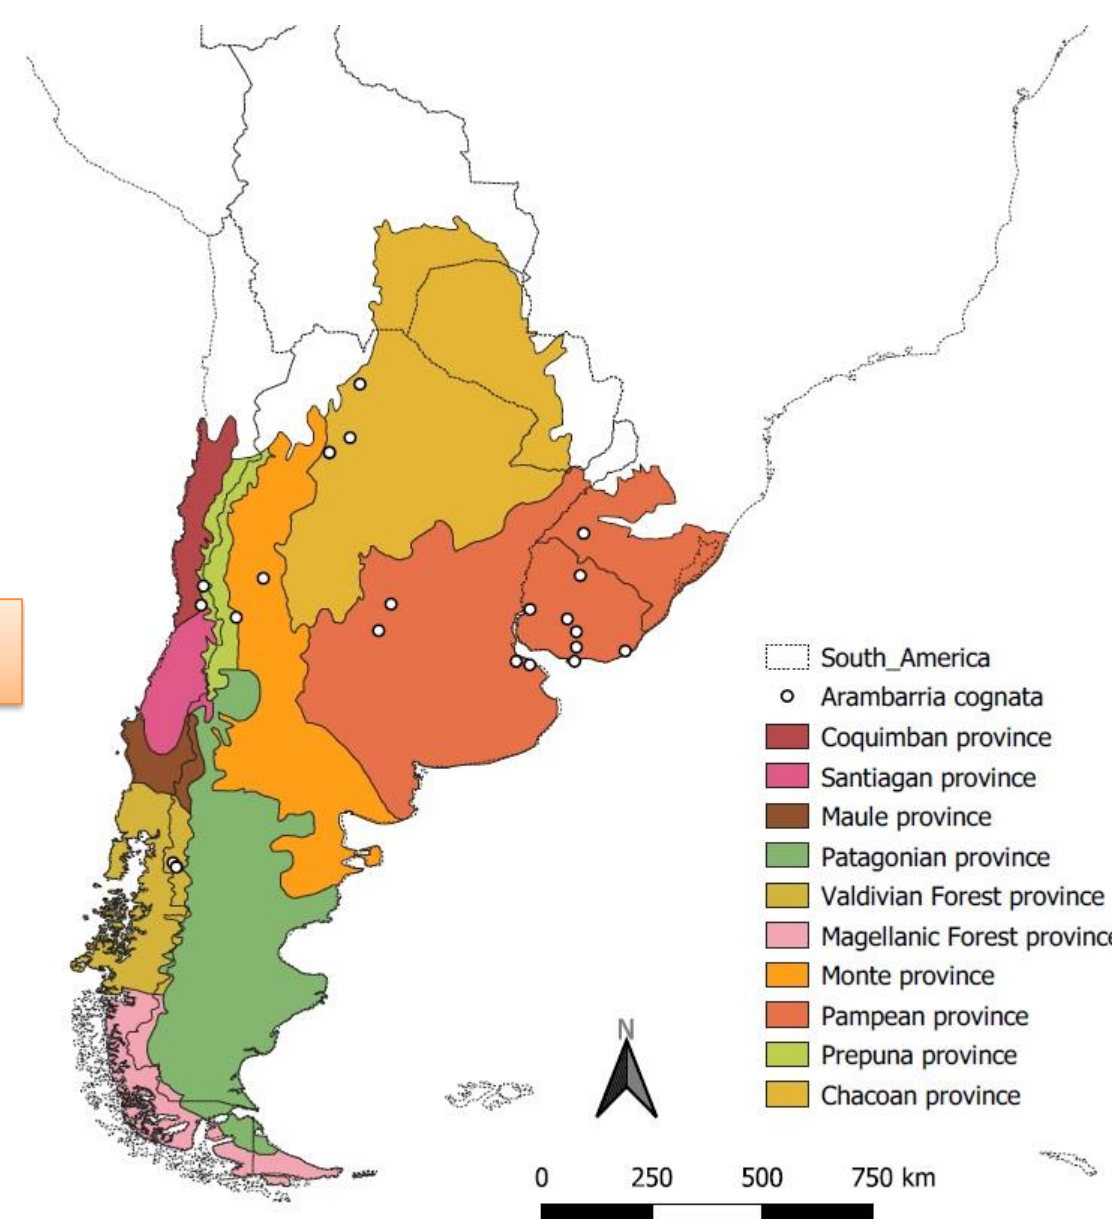 South_America
Arambarria cognata
Coquimban province
Santiagan province
Maule province
Patagonian province
Valdivian Forest province
Magellanic Forest province
Monte province
Pampean province
Prepuna province
Chacoan province
N
0 250 500 750 km